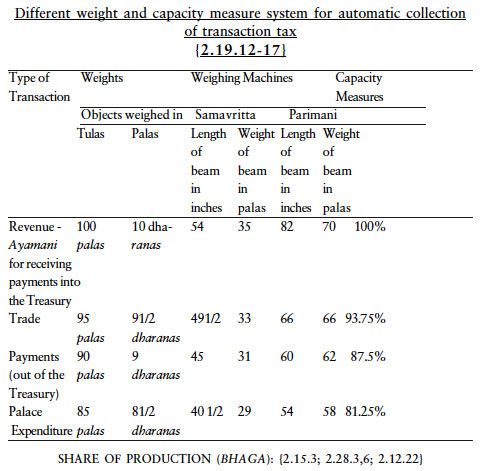 Different weight and capacity measure system for automatic collection
of transaction tax
{2.19.12-17}
Type of Weights Weighing Machines Capacity
Transaction Measures
Objects weighed in Samavritta Parimani
Tulas Palas Length Weight Length Weight
of of of of
beam beam beam beam
in in in in
inches palas inches palas
Revenue - 100 10 dha- 54 35 82 70 100%
Ayamani palas ranas
for receiving
payments into
the Treasury
Trade 95 91/2 491/2 33 66 66 93.75%
palas dharanas
Payments 90 9 45 31 60 62 87.5%
(out of the palas dharanas
Treasury)
Palace 85 81/2 40 1/2 29 54 58 81.25%
Expenditure palas dharanas
SHARE OF PRODUCTION (BHAGA): {2.15.3; 2.28.3,6; 2.12.22}